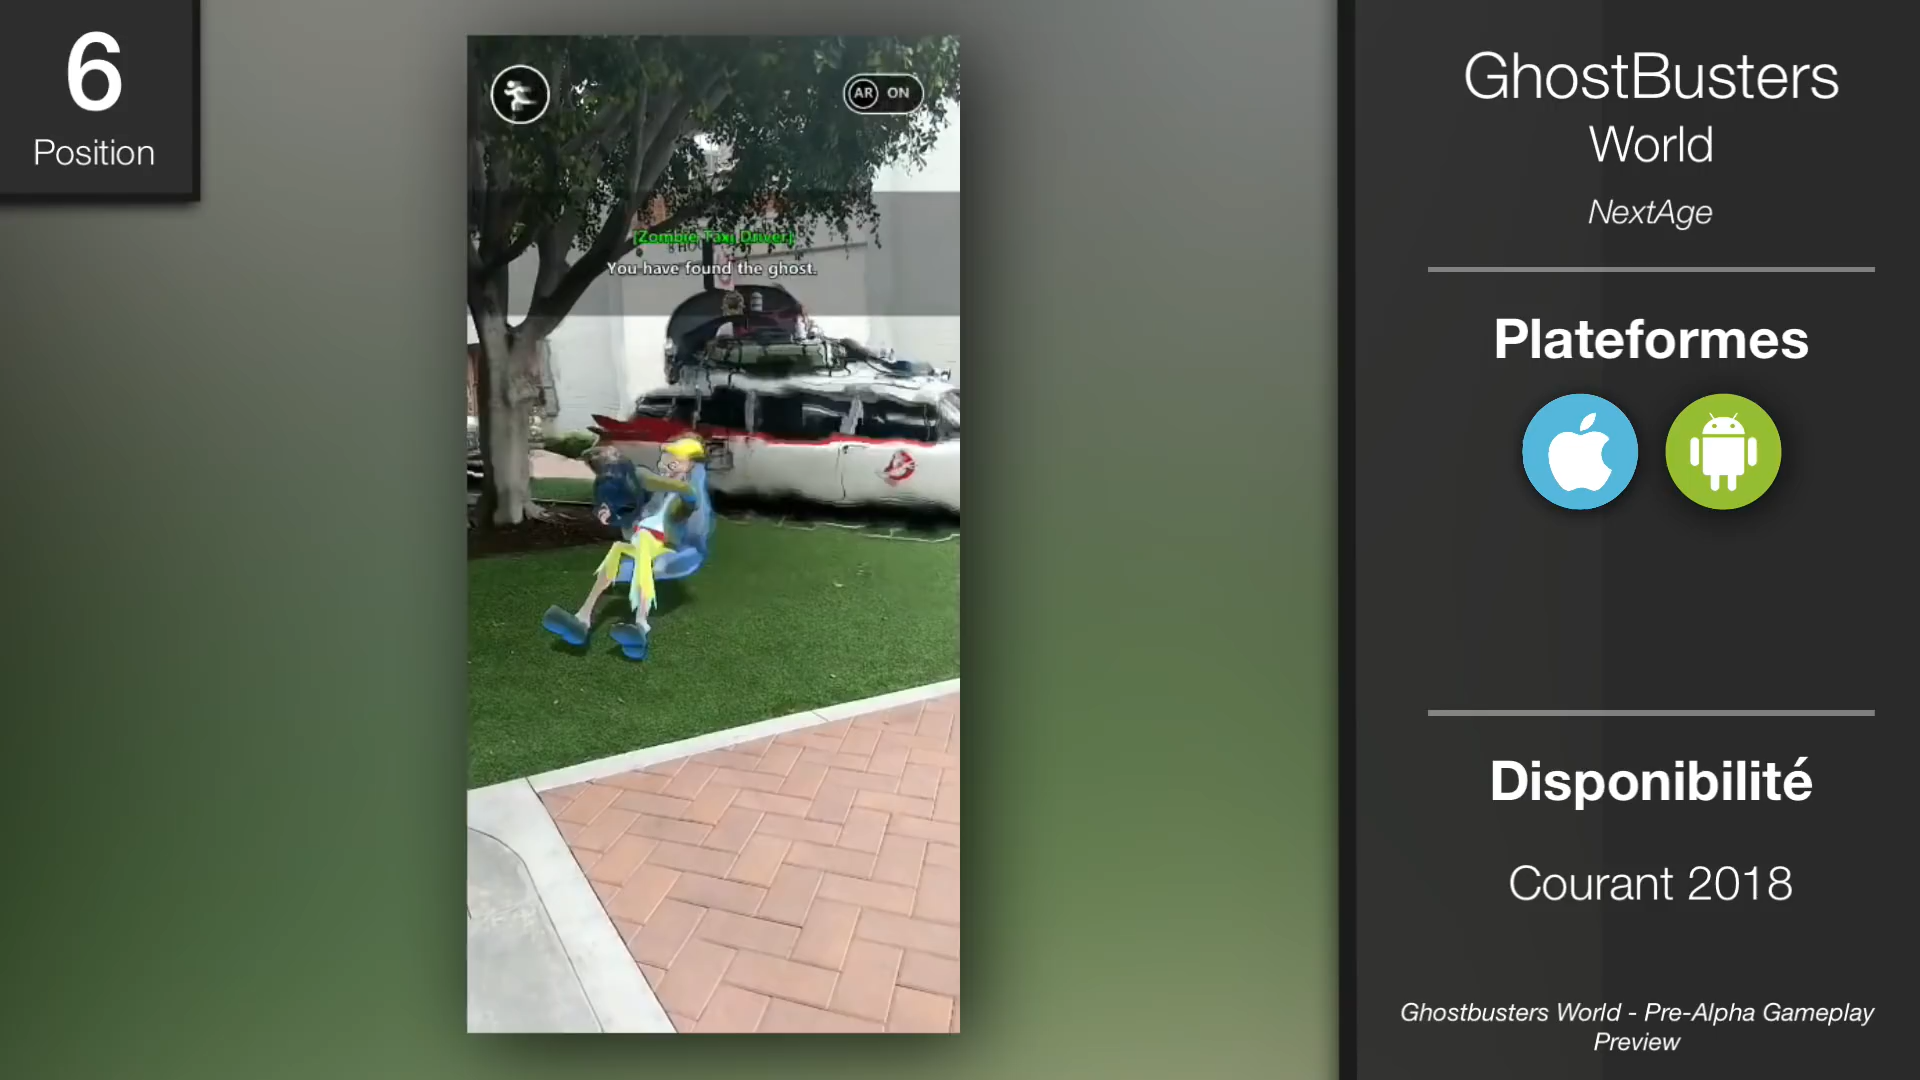 6
Position
AR ON
[Zombie Taxi Driver]
You have found the ghost.
GhostBusters
World
NextAge
Plateformes
Disponibilité
Courant 2018
Ghostbusters World - Pre-Alpha Gameplay
Preview